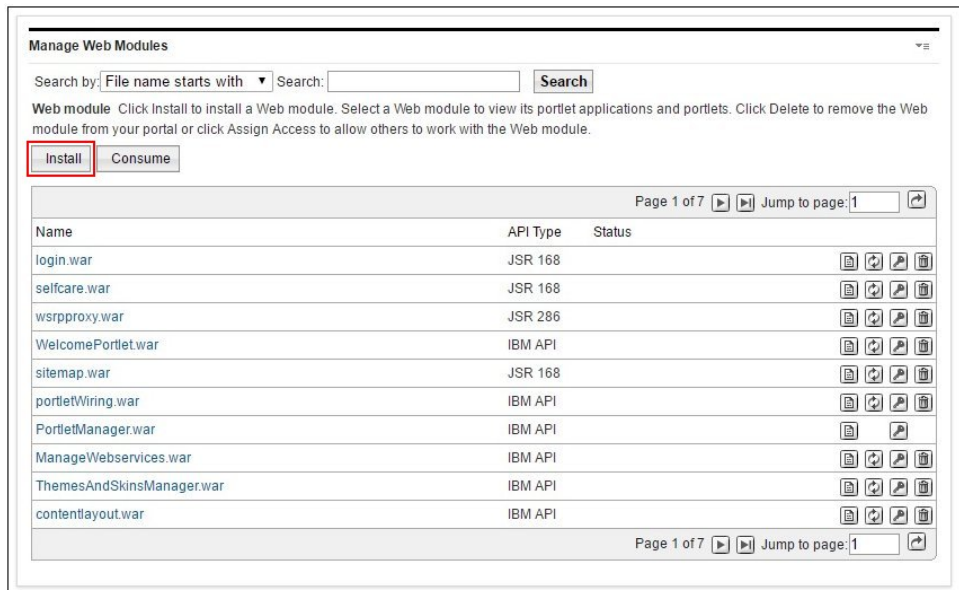 Manage Web Modules
Search by: File name starts with Search: Search
Web module Click Install to install a Web module. Select a Web module to view its portlet applications and portlets. Click Delete to remove the Web
module from your portal or click Assign Access to allow others to work with the Web module.
Install Consume
Page 1 of 7 Jump to page: 1
Name API Type Status
login.war JSR 168
selfcare.war JSR 168
wsrpproxy.war JSR 286
WelcomePortlet.war IBM API
sitemap.war JSR 168
portletWiring.war IBM API
PortletManager.war IBM API
ManageWebservices.war IBM API
ThemesAndSkinsManager.war IBM API
contentlayout.war IBM API
Page 1 of 7 Jump to page: 1